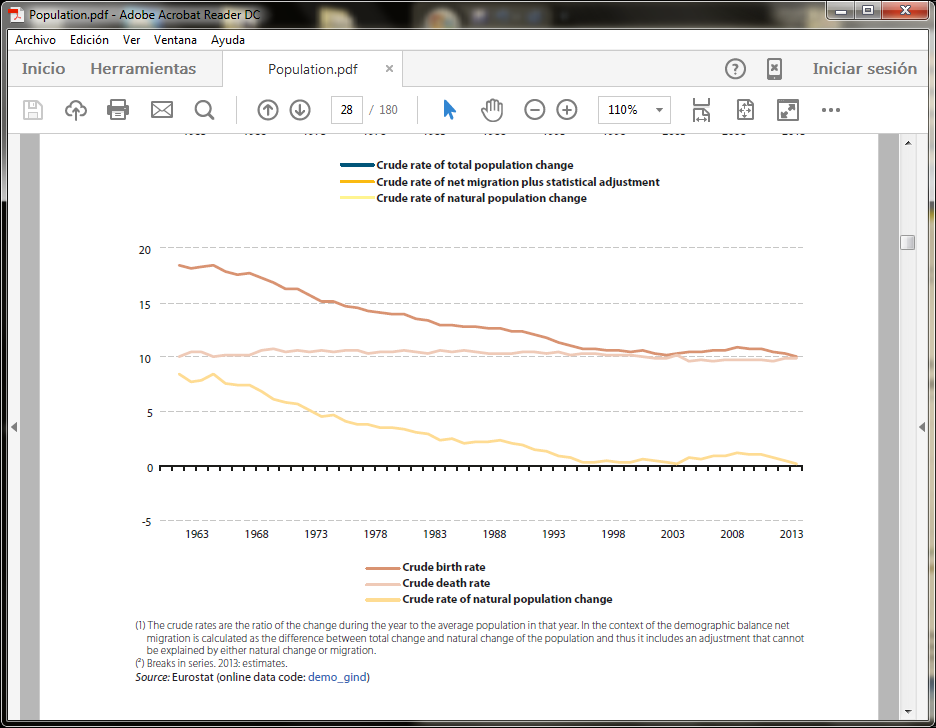 Population.pdf - Adobe Acrobat Reader DC
Archivo Edición Ver Ventana Ayuda
Inicio Herramientas Population.pdf × ? Iniciar sesión
28 / 180 110%
Crude rate of total population change
Crude rate of net migration plus statistical adjustment
Crude rate of natural population change
20
15
10
5
0
-5
1963 1968 1973 1978 1983 1988 1993 1998 2003 2008 2013
Crude birth rate
Crude death rate
Crude rate of natural population change
(1) The crude rates are the ratio of the change during the year to the average population in that year. In the context of the demographic balance net
migration is calculated as the difference between total change and natural change of the population and thus it includes an adjustment that cannot
be explained by either natural change or migration.
(²) Breaks in series. 2013: estimates.
Source: Eurostat (online data code: demo_gind)